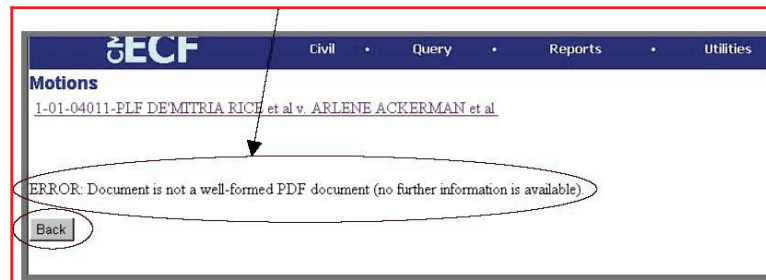 CM ECF Civil • Query • Reports • Utilities
Motions
1-01-04011-PLF DE'MITRIA RICE et al v. ARLENE ACKERMAN et al
ERROR: Document is not a well-formed PDF document (no further information is available).
Back